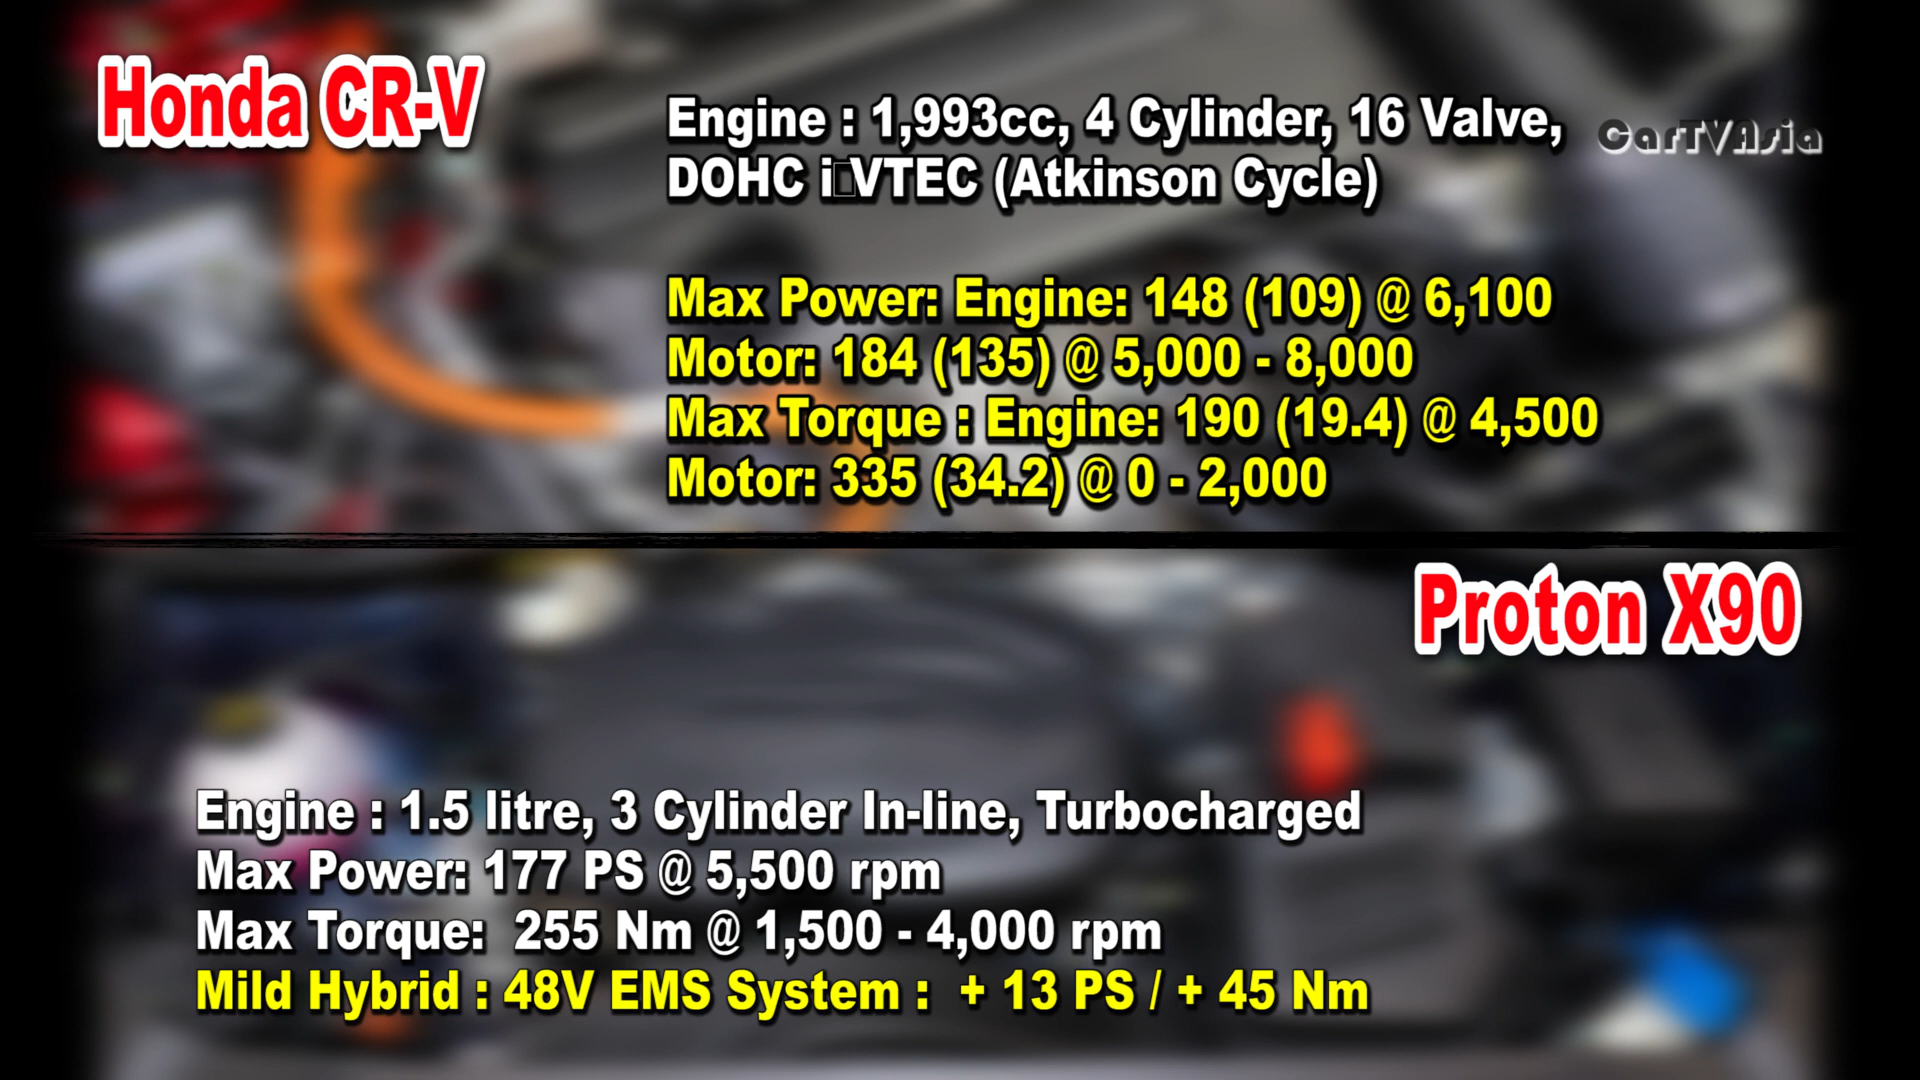 Honda CR-V
Engine : 1,993cc, 4 Cylinder, 16 Valve,
CarTVAsia
DOHC i□VTEC (Atkinson Cycle)
Max Power: Engine: 148 (109) @ 6,100
Motor: 184 (135) @ 5,000 - 8,000
Max Torque : Engine: 190 (19.4) @ 4,500
Motor: 335 (34.2) @ 0 - 2,000
Proton X90
Engine : 1.5 litre, 3 Cylinder In-line, Turbocharged
Max Power: 177 PS @ 5,500 rpm
Max Torque:  255 Nm @ 1,500 - 4,000 rpm
Mild Hybrid : 48V EMS System :  + 13 PS / + 45 Nm